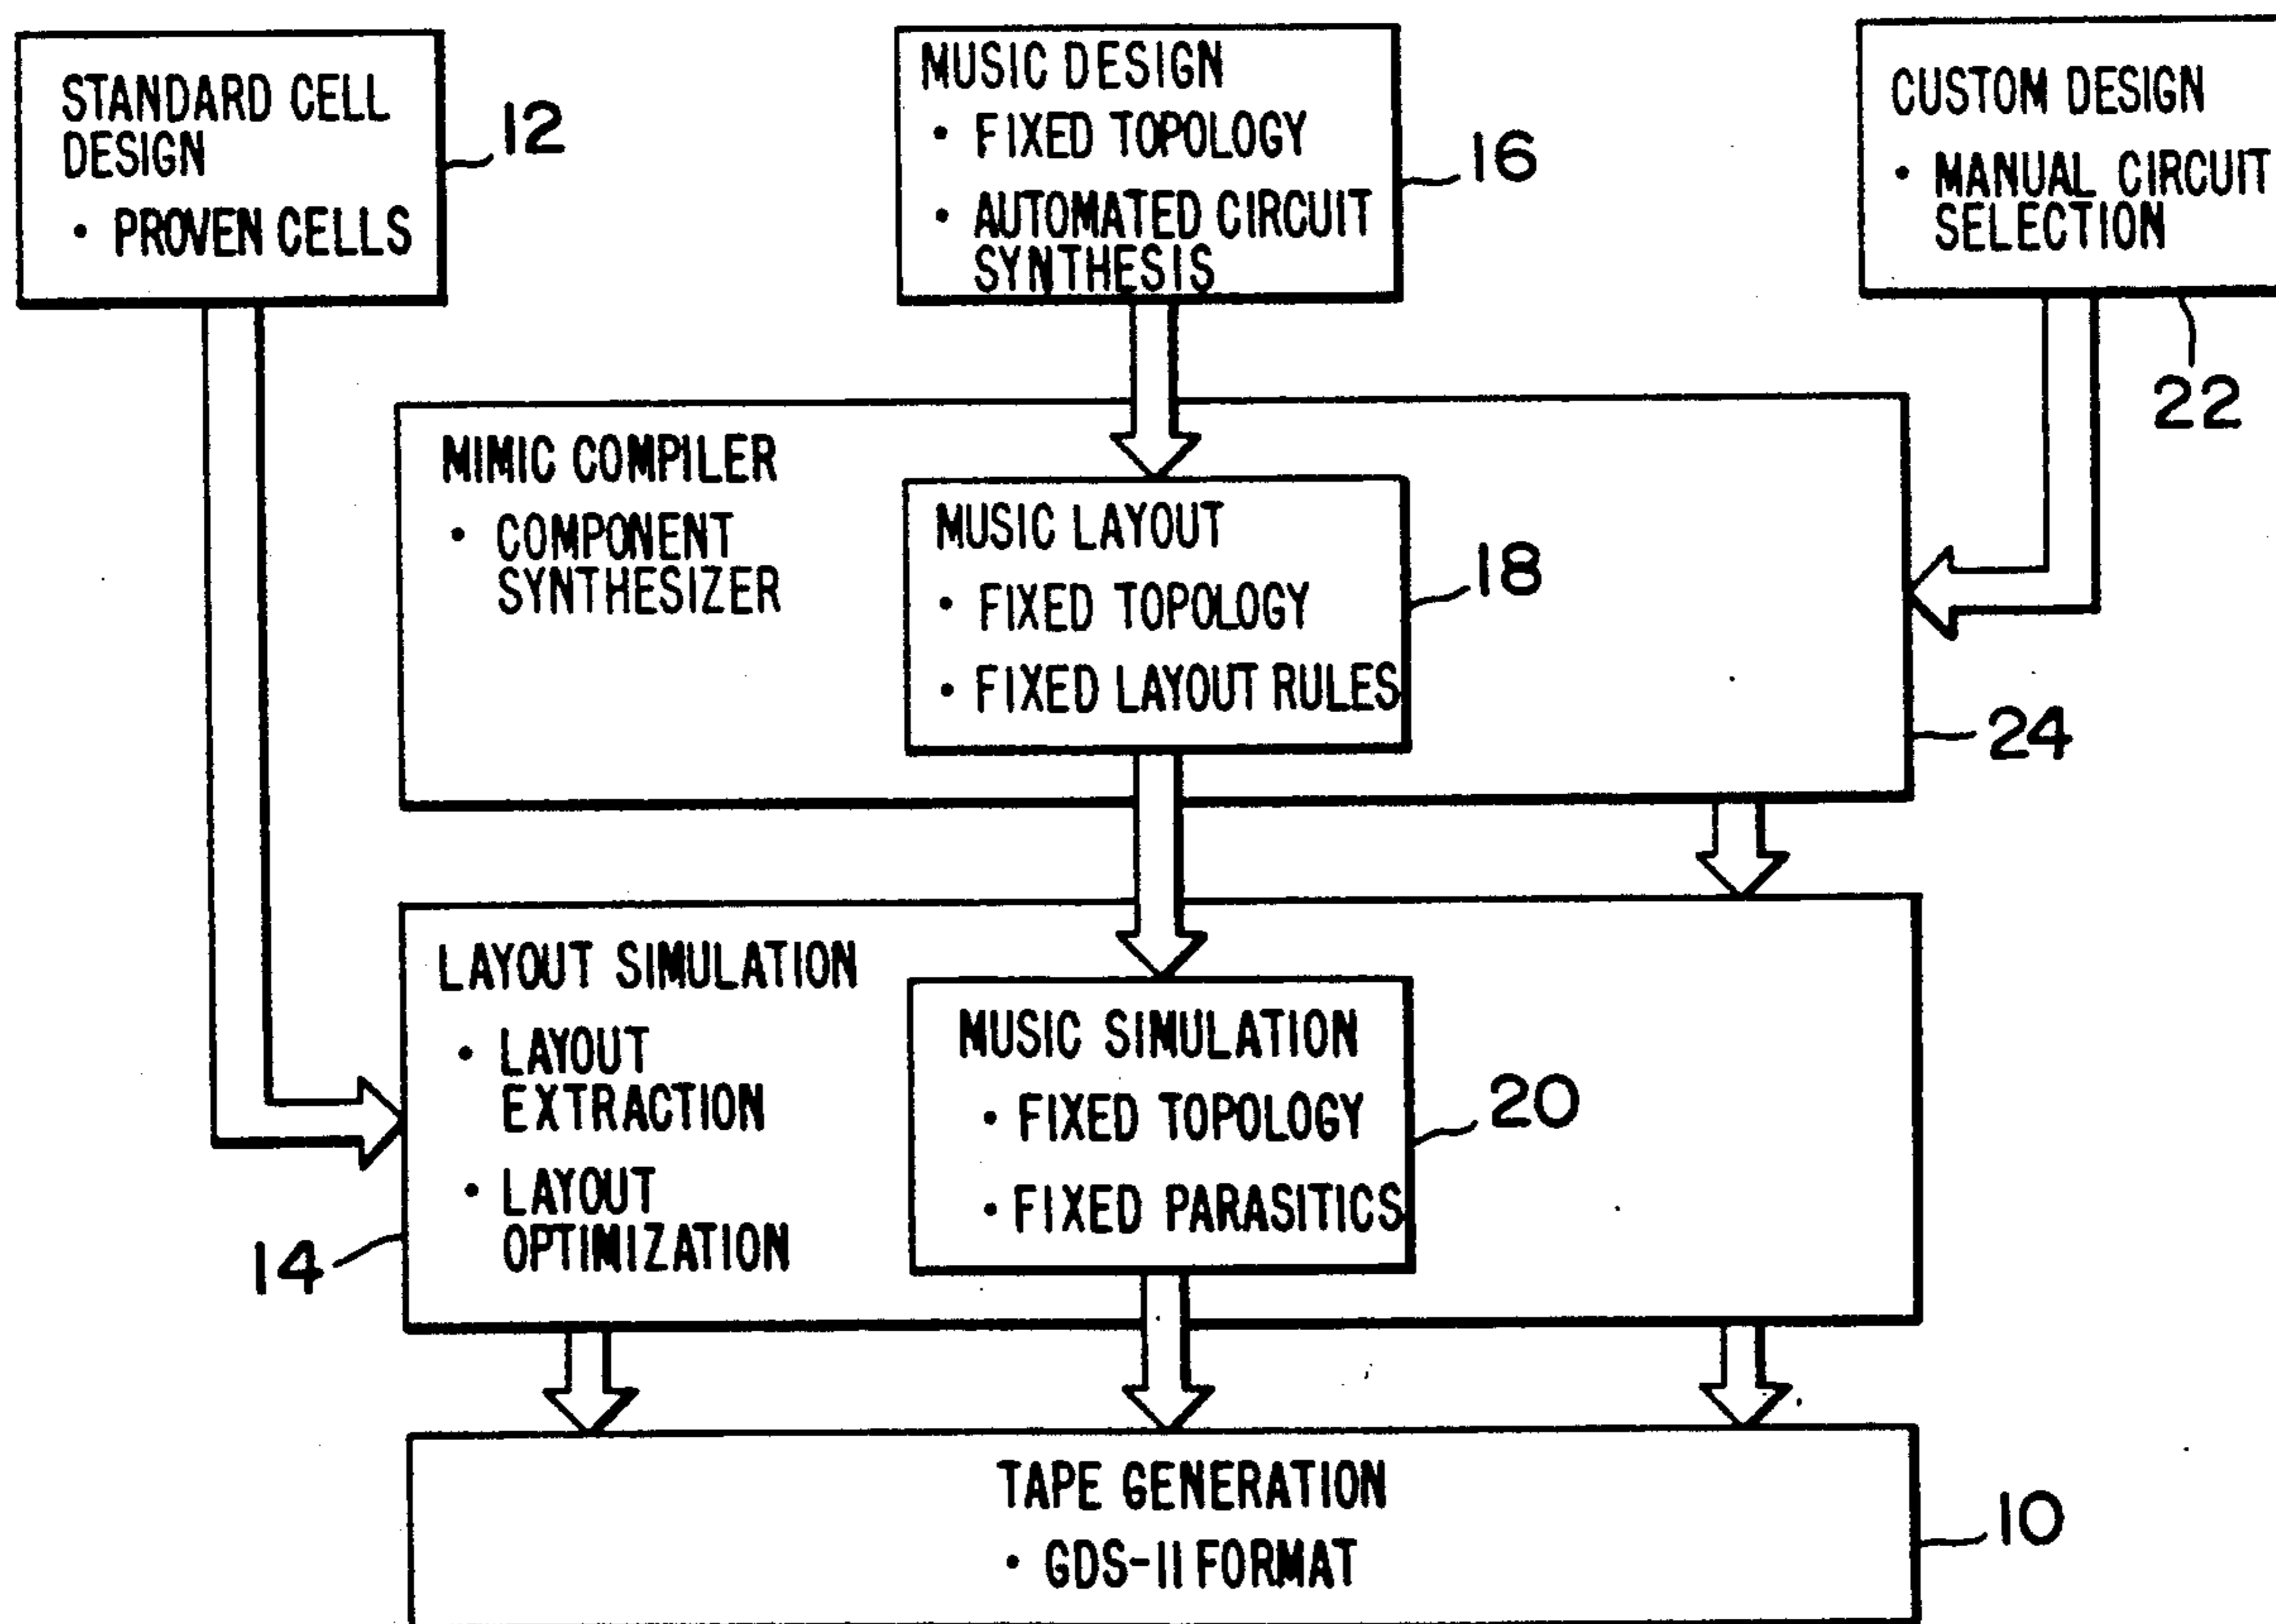 STANDARD CELL
DESIGN
• PROVEN CELLS
12
MUSIC DESIGN
• FIXED TOPOLOGY
• AUTOMATED CIRCUIT
SYNTHESIS
16
CUSTOM DESIGN
• MANUAL CIRCUIT
SELECTION
22
MIMIC COMPILER
• COMPONENT
SYNTHESIZER
MUSIC LAYOUT
• FIXED TOPOLOGY
• FIXED LAYOUT RULES
18
24
LAYOUT SIMULATION
• LAYOUT
EXTRACTION
• LAYOUT
OPTIMIZATION
14
MUSIC SIMULATION
• FIXED TOPOLOGY
• FIXED PARASITICS
20
TAPE GENERATION
• GDS-II FORMAT
10